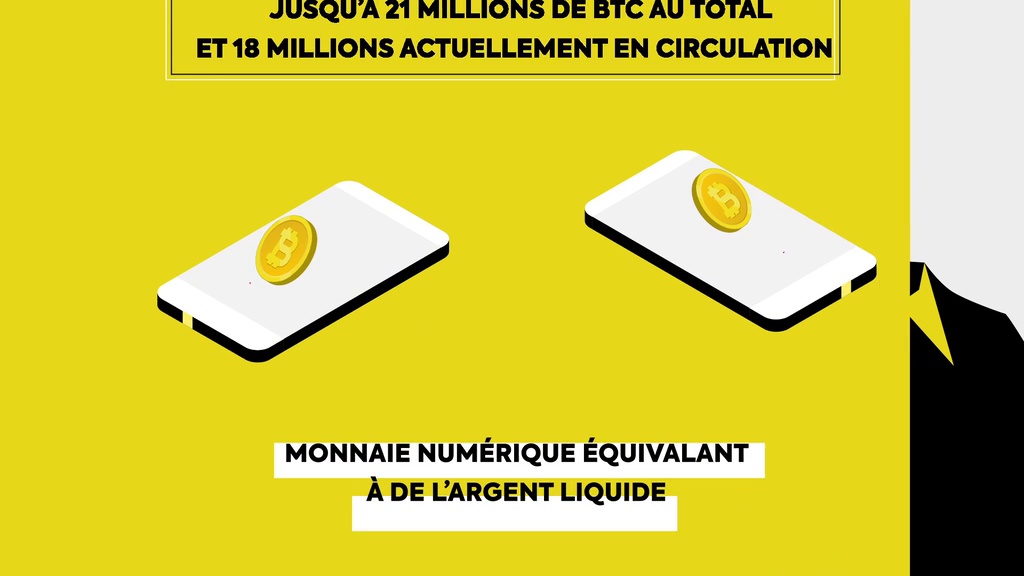 JUSQU'À 21 MILLIONS DE BTC AU TOTAL
ET 18 MILLIONS ACTUELLEMENT EN CIRCULATION
MONNAIE NUMÉRIQUE ÉQUIVALANT
À DE L'ARGENT LIQUIDE